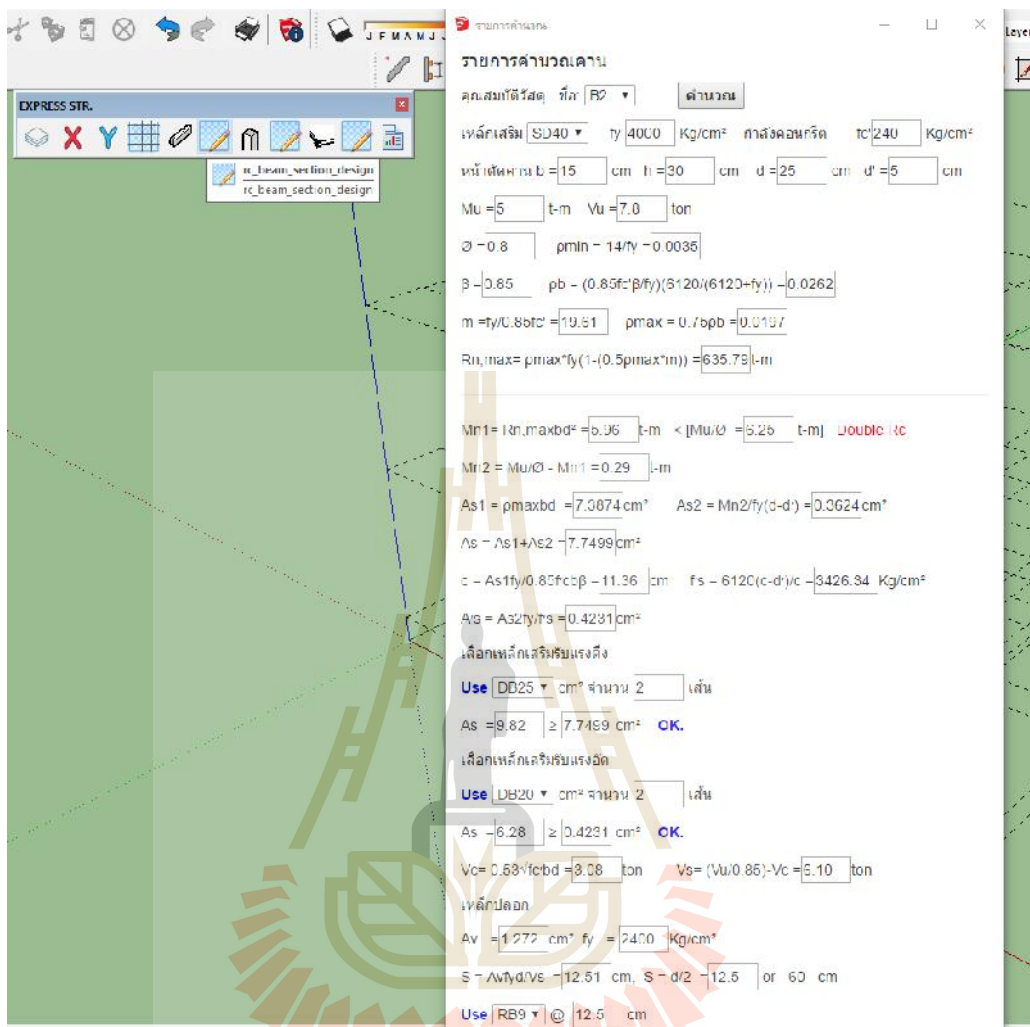 รายการคำนวณ
J F M A M J J
Layer
รายการคำนวณคาน
คุณสมบัติวัสดุ ชื่อ B2 คำนวณ
EXPRESS STR.
เหล็กเสริม SD40 fy 4000 Kg/cm² กำลังคอนกรีต fc' 240 Kg/cm²
rc_beam_section_design
rc_beam_section_design
หน้าตัดคาน b = 15 cm h = 30 cm d = 25 cm d' = 5 cm
Mu = 5 t-m Vu = 7.8 ton
Ø = 0.8 ρmin = 14/fy = 0.0035
β = 0.85 ρb = (0.85fc'β/fy)(6120/(6120+fy)) = 0.0262
m =fy/0.85fc' = 19.61 ρmax = 0.75ρb = 0.0197
Rn,max= ρmax*fy(1-(0.5ρmax*m)) = 635.79 t-m
Mn1= Rn,maxbd² = 5.96 t-m < [Mu/Ø = 6.25 t-m] Double Rc
Mn2 = Mu/Ø - Mn1 = 0.29 t-m
As1 = ρmaxbd = 7.3874 cm² As2 = Mn2/fy(d-d') = 0.3624 cm²
As = As1+As2 = 7.7499 cm²
c = As1fy/0.85fcbβ = 11.36 cm f's = 6120(c-d')/c = 3426.34 Kg/cm²
A's = As2fy/f's = 0.4231 cm²
เลือกเหล็กเสริมรับแรงดึง
Use DB25 cm² จำนวน 2 เส้น
As = 9.82 ≥ 7.7499 cm² OK.
เลือกเหล็กเสริมรับแรงอัด
Use DB20 cm² จำนวน 2 เส้น
As = 6.28 ≥ 0.4231 cm² OK.
Vc= 0.53√fc'bd = 3.08 ton Vs= (Vu/0.85)-Vc = 6.10 ton
เหล็กปลอก
Av = 1.272 cm² fy = 2400 Kg/cm²
S = Avfyd/Vs = 12.51 cm, S = d/2 = 12.5 or 60 cm
Use RB9 @ 12.5 cm